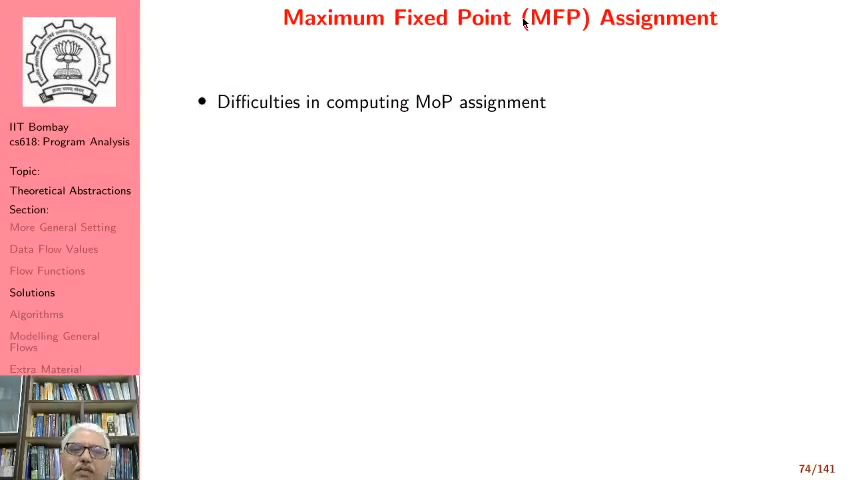 Maximum Fixed Point (MFP) Assignment
IIT Bombay
cs618: Program Analysis
Topic:
Theoretical Abstractions
Section:
More General Setting
Data Flow Values
Flow Functions
Solutions
Algorithms
Modelling General
Flows
Extra Material
• Difficulties in computing MoP assignment
74/141